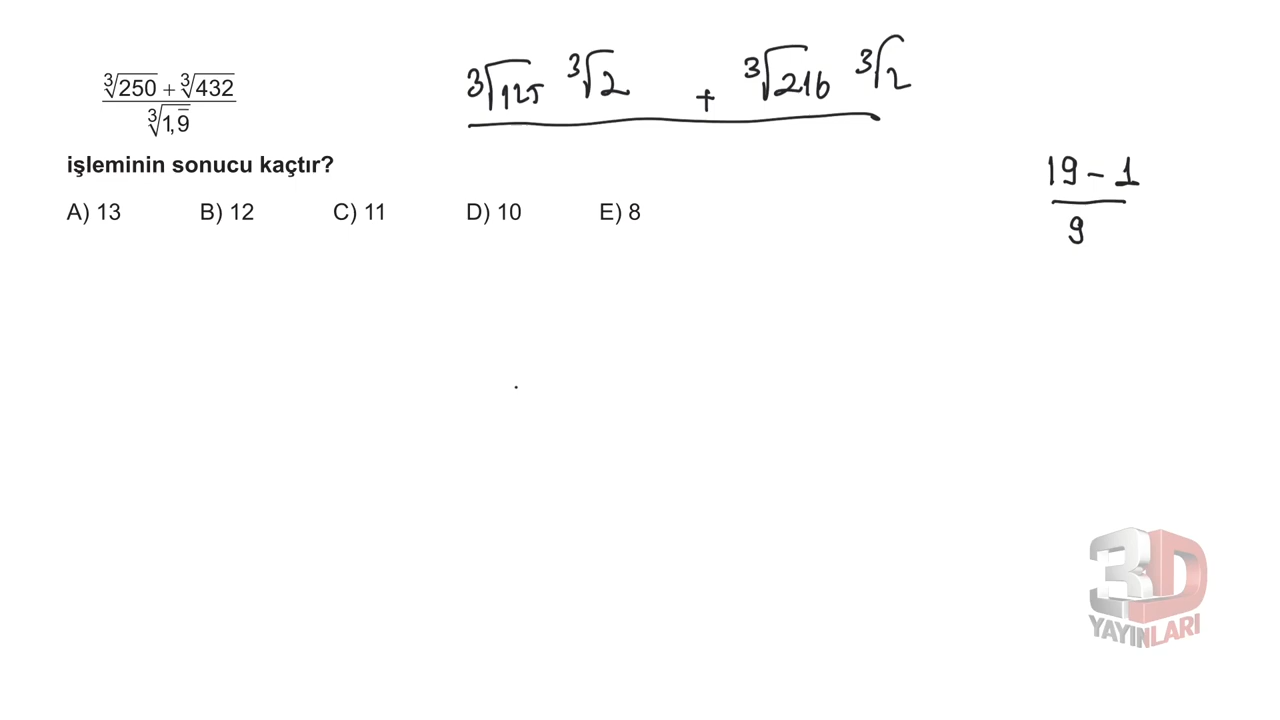 ∛250 + ∛432
∛1,9̅
işleminin sonucu kaçtır?
A) 13 B) 12 C) 11 D) 10 E) 8
∛125 ∛2 + ∛216 ∛2
19 - 1
9
3D
YAYINLARI